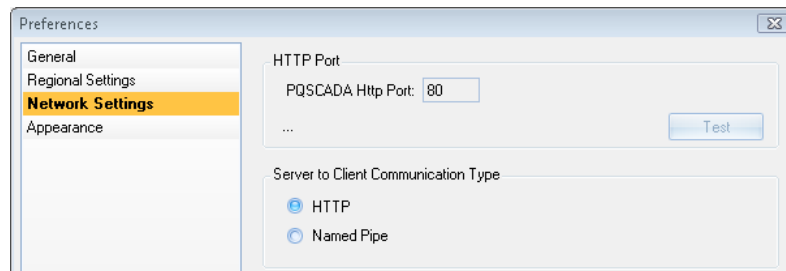 Preferences
General
Regional Settings
Network Settings
Appearance
HTTP Port
PQSCADA Http Port: 80
...
Test
Server to Client Communication Type
HTTP
Named Pipe